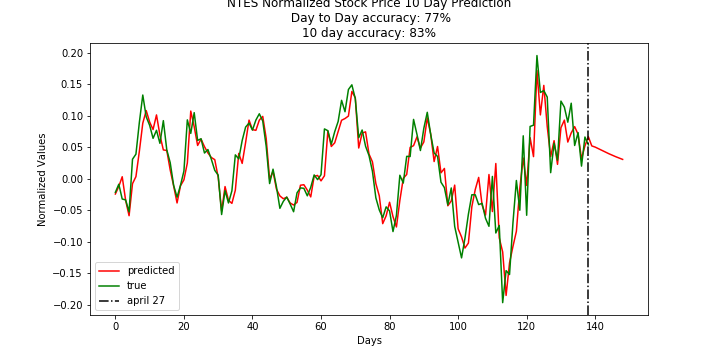 NTES Normalized Stock Price 10 Day Prediction
Day to Day accuracy: 77%
10 day accuracy: 83%
0.20
0.15
0.10
0.05
0.00
−0.05
−0.10
−0.15
−0.20
Normalized Values
predicted
true
april 27
0
20
40
60
80
100
120
140
Days